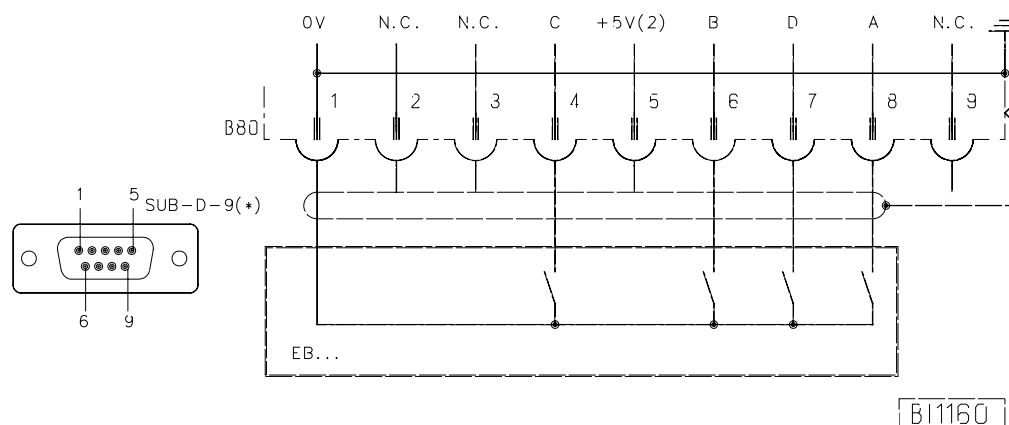 0V N.C. N.C. C +5V(2) B D A N.C.
1 2 3 4 5 6 7 8 9
B80
1 5 SUB-D-9(*)
6 9
EB...
BI1160